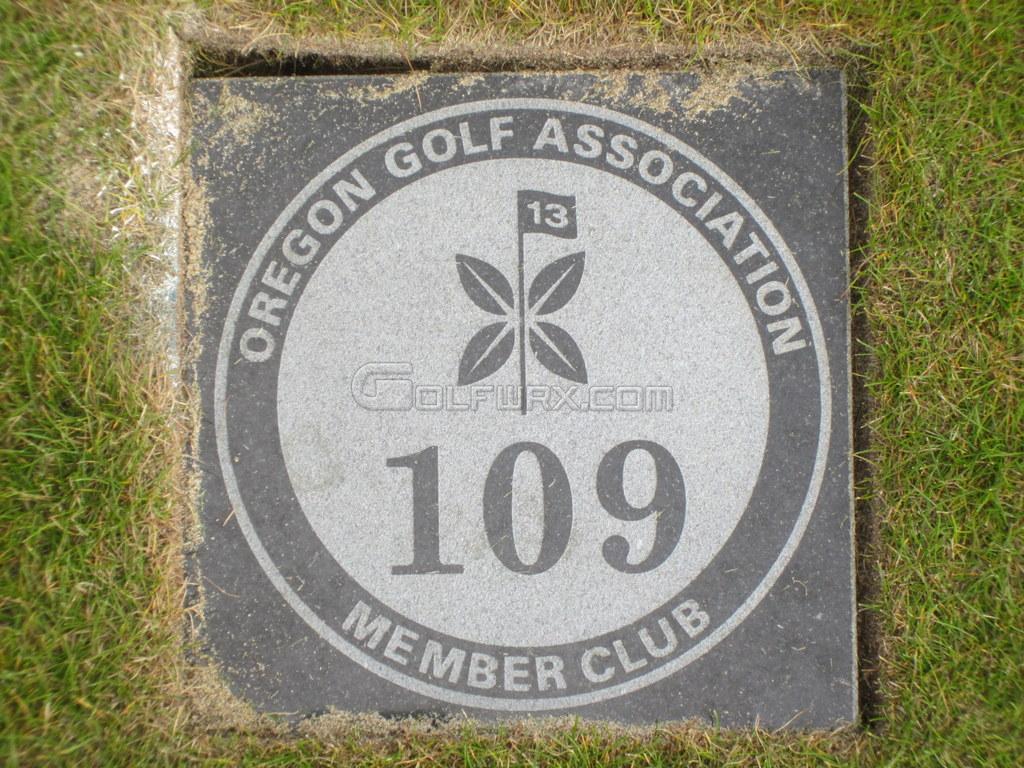 OREGON GOLF ASSOCIATION
13
GOLFWRX.COM
109
MEMBER CLUB